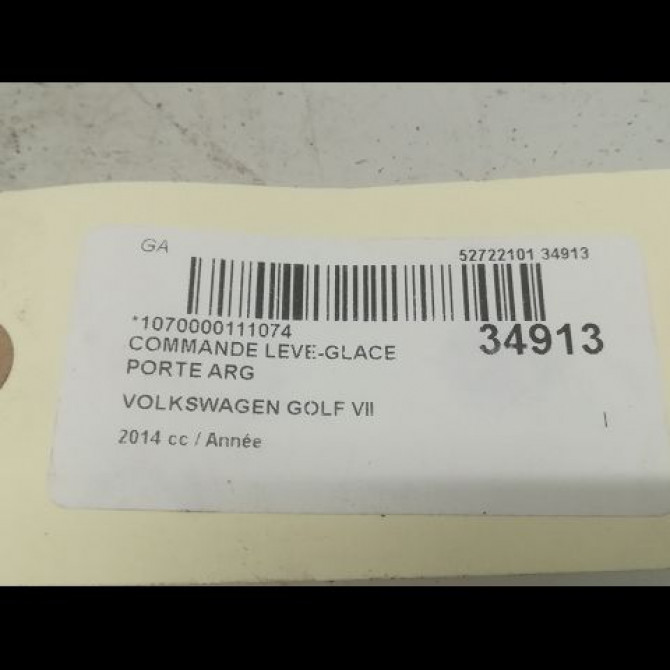 GA
52722101 34913
*1070000111074
34913
COMMANDE LEVE-GLACE
PORTE ARG
VOLKSWAGEN GOLF VII
2014 cc / Année